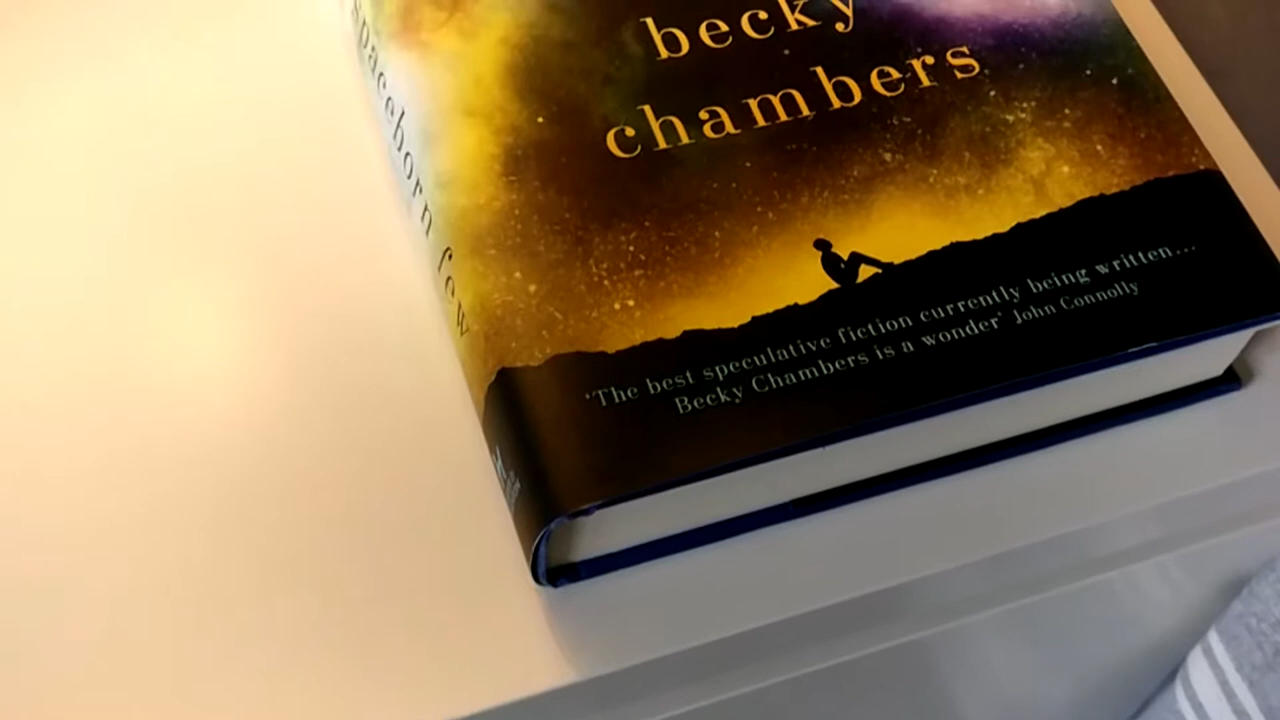 becky
chambers
'The best speculative fiction currently being written...
Becky Chambers is a wonder' John Connolly
spaceborn few